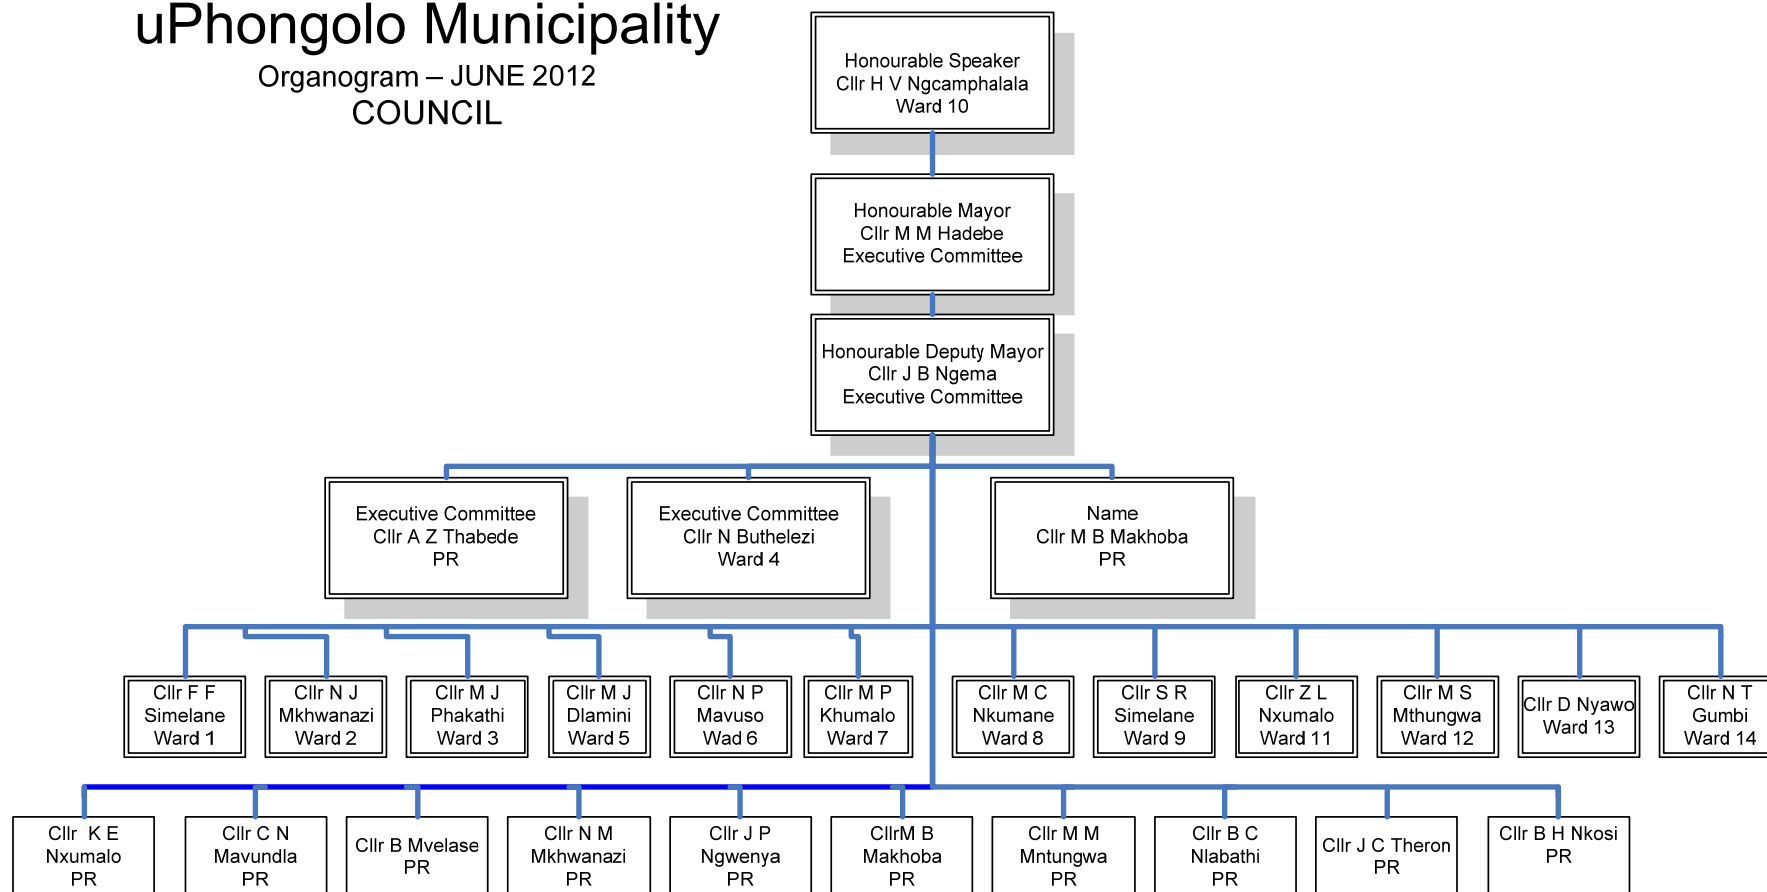 uPhongolo Municipality
Organogram – JUNE 2012
COUNCIL
Honourable Speaker
Cllr H V Ngcamphalala
Ward 10
Honourable Mayor
Cllr M M Hadebe
Executive Committee
Honourable Deputy Mayor
Cllr J B Ngema
Executive Committee
Executive Committee
Cllr A Z Thabede
PR
Executive Committee
Cllr N Buthelezi
Ward 4
Name
Cllr M B Makhoba
PR
Cllr F F
Simelane
Ward 1
Cllr N J
Mkhwanazi
Ward 2
Cllr M J
Phakathi
Ward 3
Cllr M J
Dlamini
Ward 5
Cllr N P
Mavuso
Wad 6
Cllr M P
Khumalo
Ward 7
Cllr M C
Nkumane
Ward 8
Cllr S R
Simelane
Ward 9
Cllr Z L
Nxumalo
Ward 11
Cllr M S
Mthungwa
Ward 12
Cllr D Nyawo
Ward 13
Cllr N T
Gumbi
Ward 14
Cllr K E
Nxumalo
PR
Cllr C N
Mavundla
PR
Cllr B Mvelase
PR
Cllr N M
Mkhwanazi
PR
Cllr J P
Ngwenya
PR
CllrM B
Makhoba
PR
Cllr M M
Mntungwa
PR
Cllr B C
Nlabathi
PR
Cllr J C Theron
PR
Cllr B H Nkosi
PR